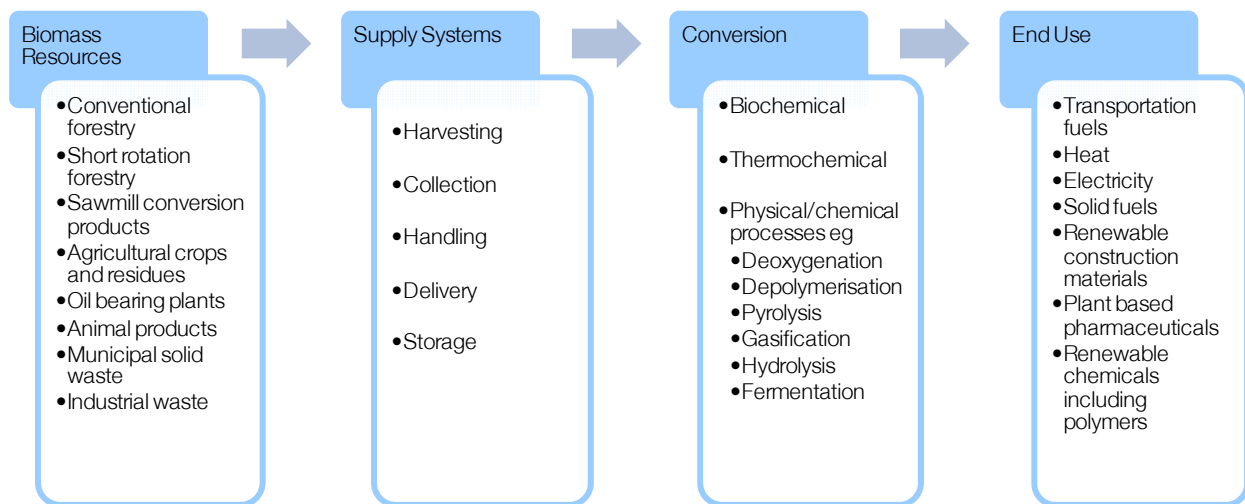 Biomass
Resources
•Conventional
forestry
•Short rotation
forestry
•Sawmill conversion
products
•Agricultural crops
and residues
•Oil bearing plants
•Animal products
•Municipal solid
waste
•Industrial waste
Supply Systems
•Harvesting
•Collection
•Handling
•Delivery
•Storage
Conversion
•Biochemical
•Thermochemical
•Physical/chemical
processes eg
•Deoxygenation
•Depolymerisation
•Pyrolysis
•Gasification
•Hydrolysis
•Fermentation
End Use
•Transportation
fuels
•Heat
•Electricity
•Solid fuels
•Renewable
construction
materials
•Plant based
pharmaceuticals
•Renewable
chemicals
including
polymers